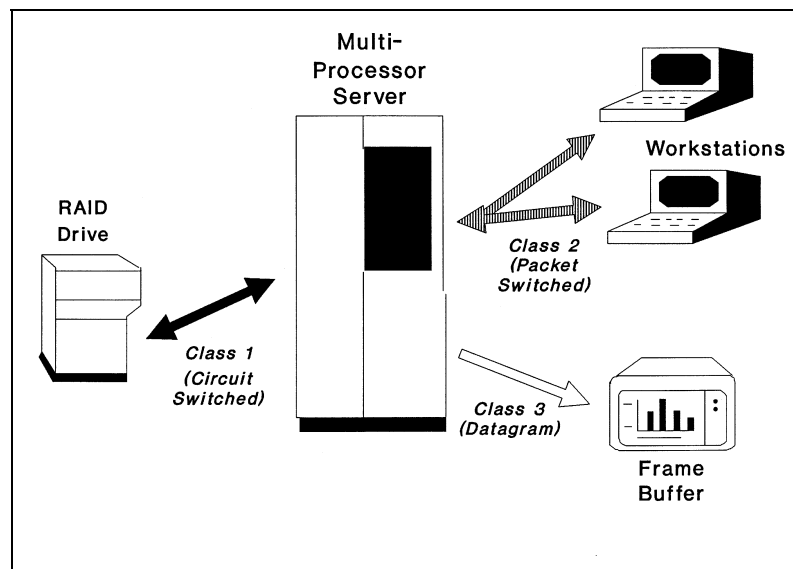 Multi-
Processor
Server
Workstations
RAID
Drive
Class 2
(Packet
Switched)
Class 1
(Circuit
Switched)
Class 3
(Datagram)
Frame
Buffer